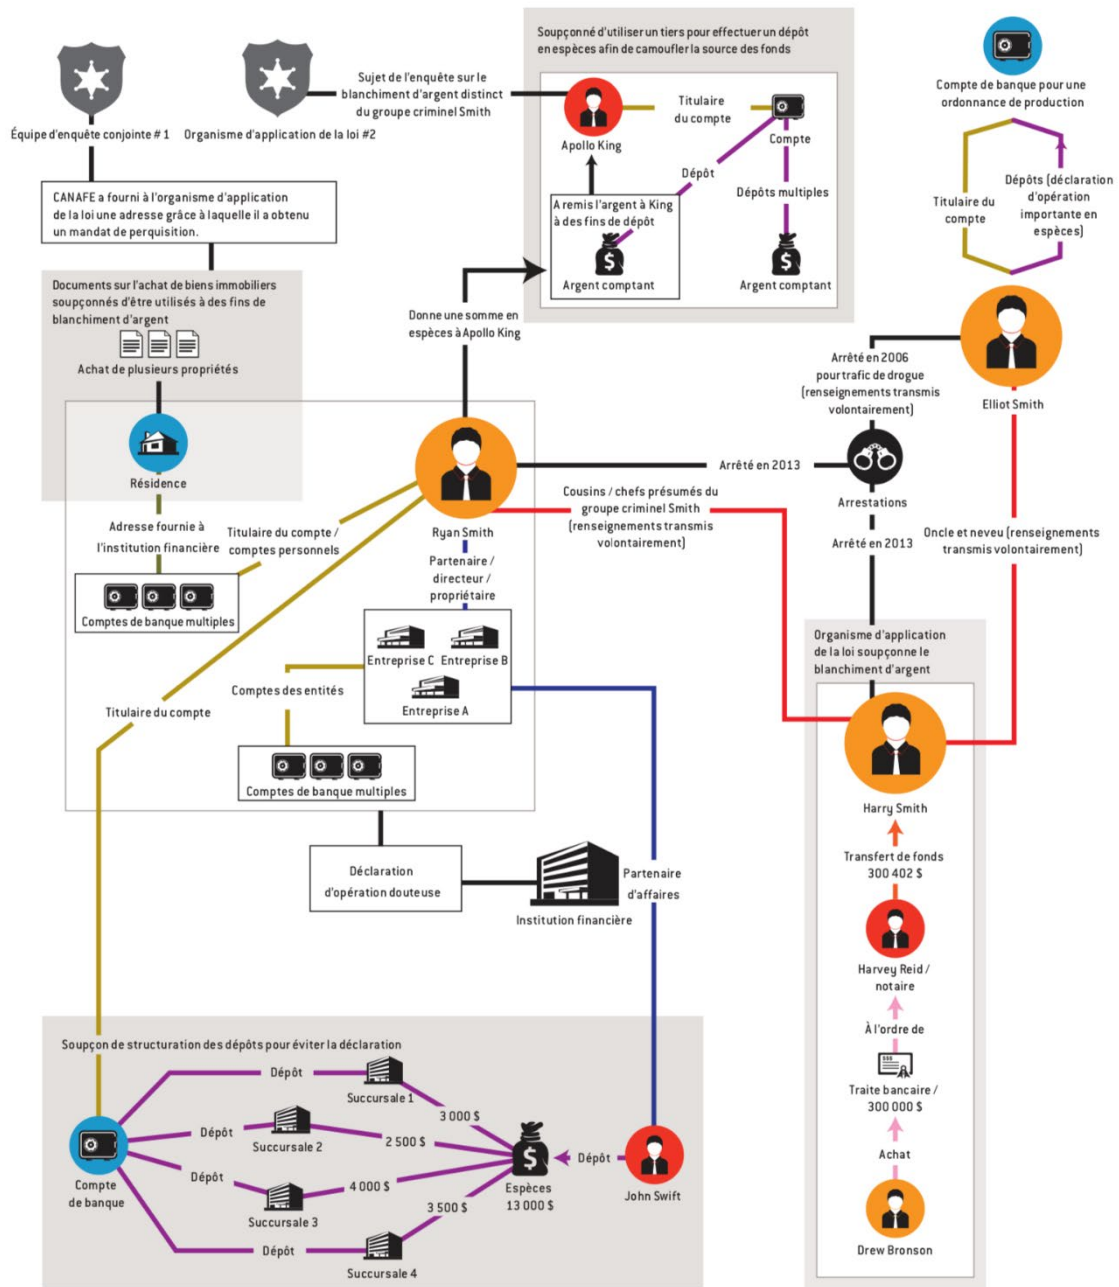 Soupçonné d'utiliser un tiers pour effectuer un dépôt
en espèces afin de camoufler la source des fonds
Sujet de l'enquête sur le
blanchiment d'argent distinct
du groupe criminel Smith
Équipe d'enquête conjointe # 1
Organisme d'application de la loi #2
Apollo King
Titulaire
du compte
Compte
Compte de banque pour une
ordonnance de production
Dépôt
Dépôts multiples
A remis l'argent à King
à des fins de dépôt
$
Argent comptant
$
Argent comptant
Titulaire du
compte
Dépôts (déclaration
d'opération
importante en
espèces)
CANAFE a fourni à l'organisme d'application
de la loi une adresse grâce à laquelle il a obtenu
un mandat de perquisition.
Documents sur l'achat de biens immobiliers
soupçonnés d'être utilisés à des fins de
blanchiment d'argent
Achat de plusieurs propriétés
Donne une somme en
espèces à Apollo King
Arrêté en 2006
pour trafic de drogue
(renseignements transmis
volontairement)
Elliot Smith
Résidence
Ryan Smith
Arrêté en 2013
Arrestations
Arrêté en 2013
Cousins / chefs présumés du
groupe criminel Smith
(renseignements transmis
volontairement)
Oncle et neveu (renseignements
transmis volontairement)
Adresse fournie à
l'institution financière
Titulaire du compte /
comptes personnels
Comptes de banque multiples
Partenaire /
directeur /
propriétaire
Entreprise C
Entreprise B
Entreprise A
Comptes des entités
Titulaire du compte
Comptes de banque multiples
Organisme d'application
de la loi soupçonne le
blanchiment d'argent
Harry Smith
Déclaration
d'opération douteuse
Institution financière
Partenaire
d'affaires
Transfert de fonds
300 402 $
Harvey Reid /
notaire
À l'ordre de
$$$
Traite bancaire /
300 000 $
Achat
Drew Bronson
Soupçon de structuration des dépôts pour éviter la déclaration
Dépôt
Succursale 1
3 000 $
Dépôt
Succursale 2
2 500 $
Compte
de banque
Dépôt
Succursale 3
4 000 $
Dépôt
Succursale 4
3 500 $
$
Espèces
13 000 $
Dépôt
John Swift